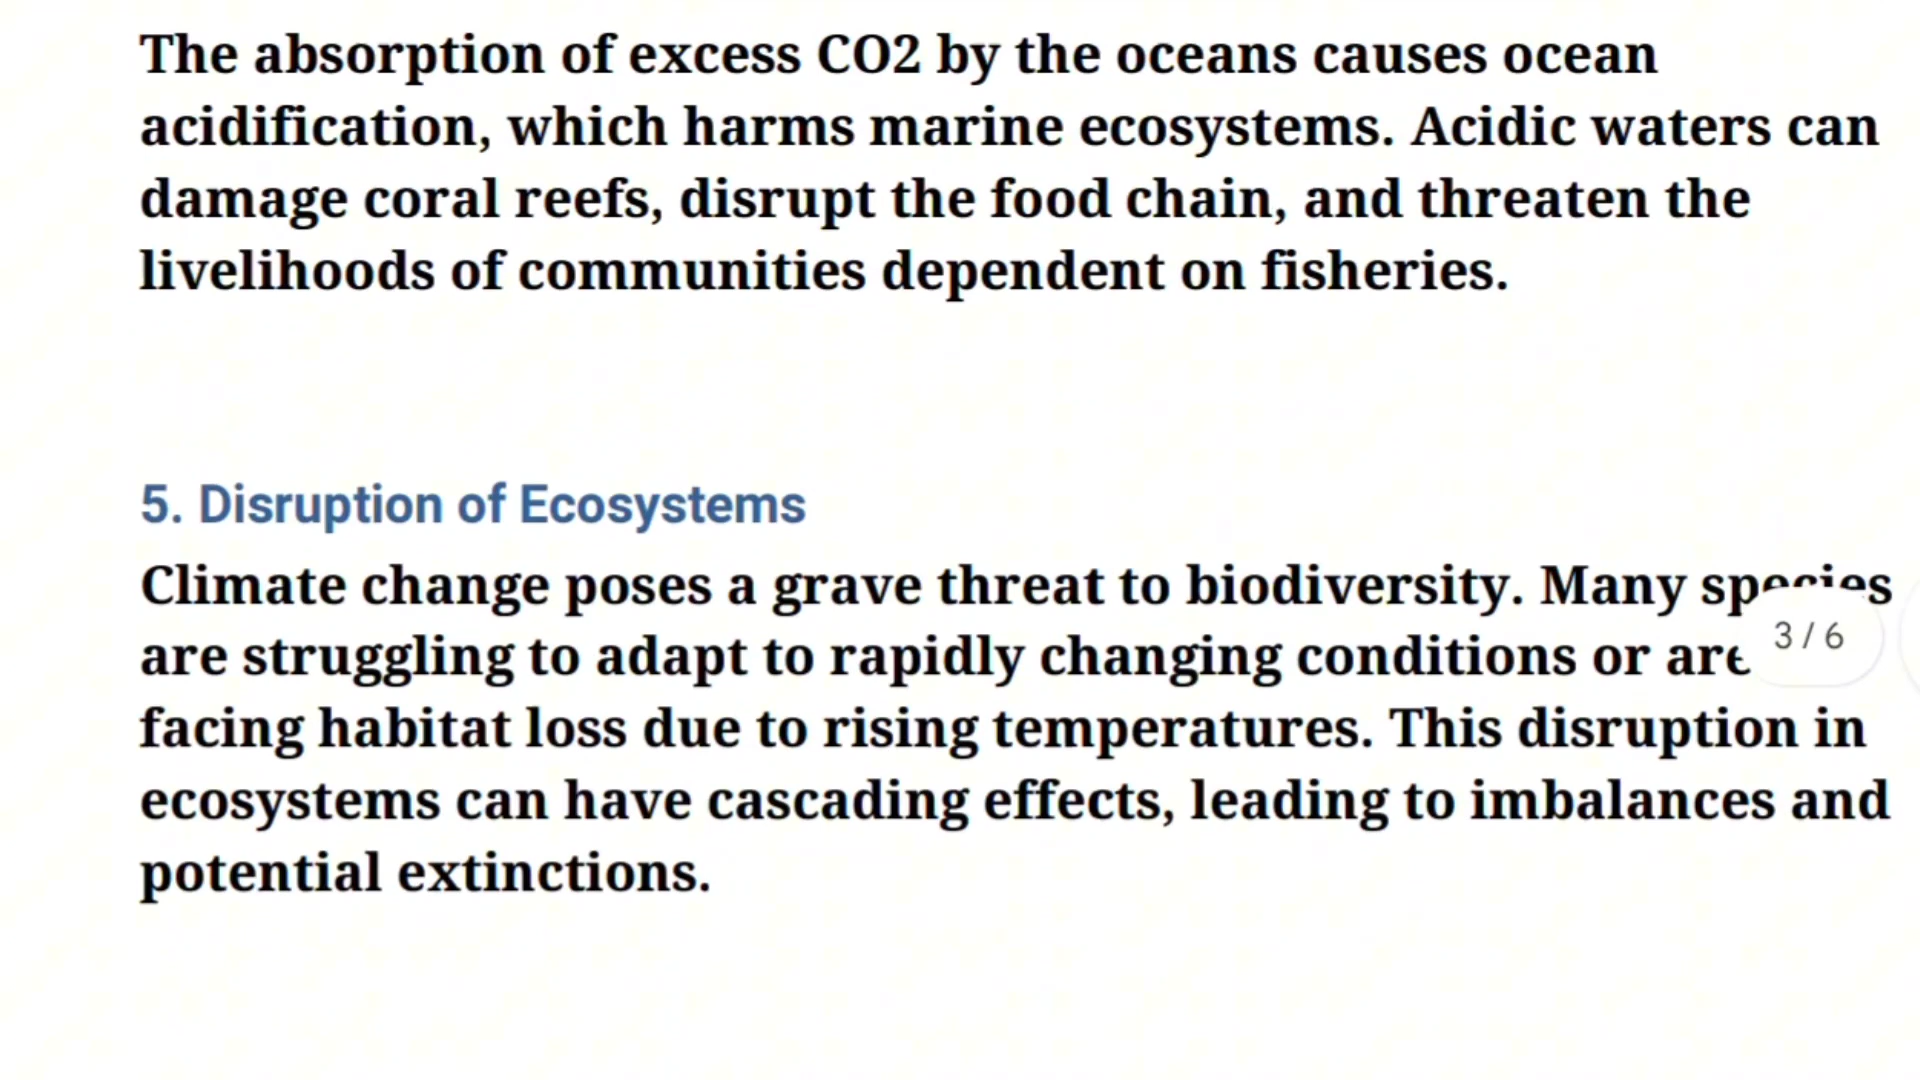 The absorption of excess CO2 by the oceans causes ocean
acidification, which harms marine ecosystems. Acidic waters can
damage coral reefs, disrupt the food chain, and threaten the
livelihoods of communities dependent on fisheries.
5. Disruption of Ecosystems
Climate change poses a grave threat to biodiversity. Many species
are struggling to adapt to rapidly changing conditions or are
3 / 6
facing habitat loss due to rising temperatures. This disruption in
ecosystems can have cascading effects, leading to imbalances and
potential extinctions.